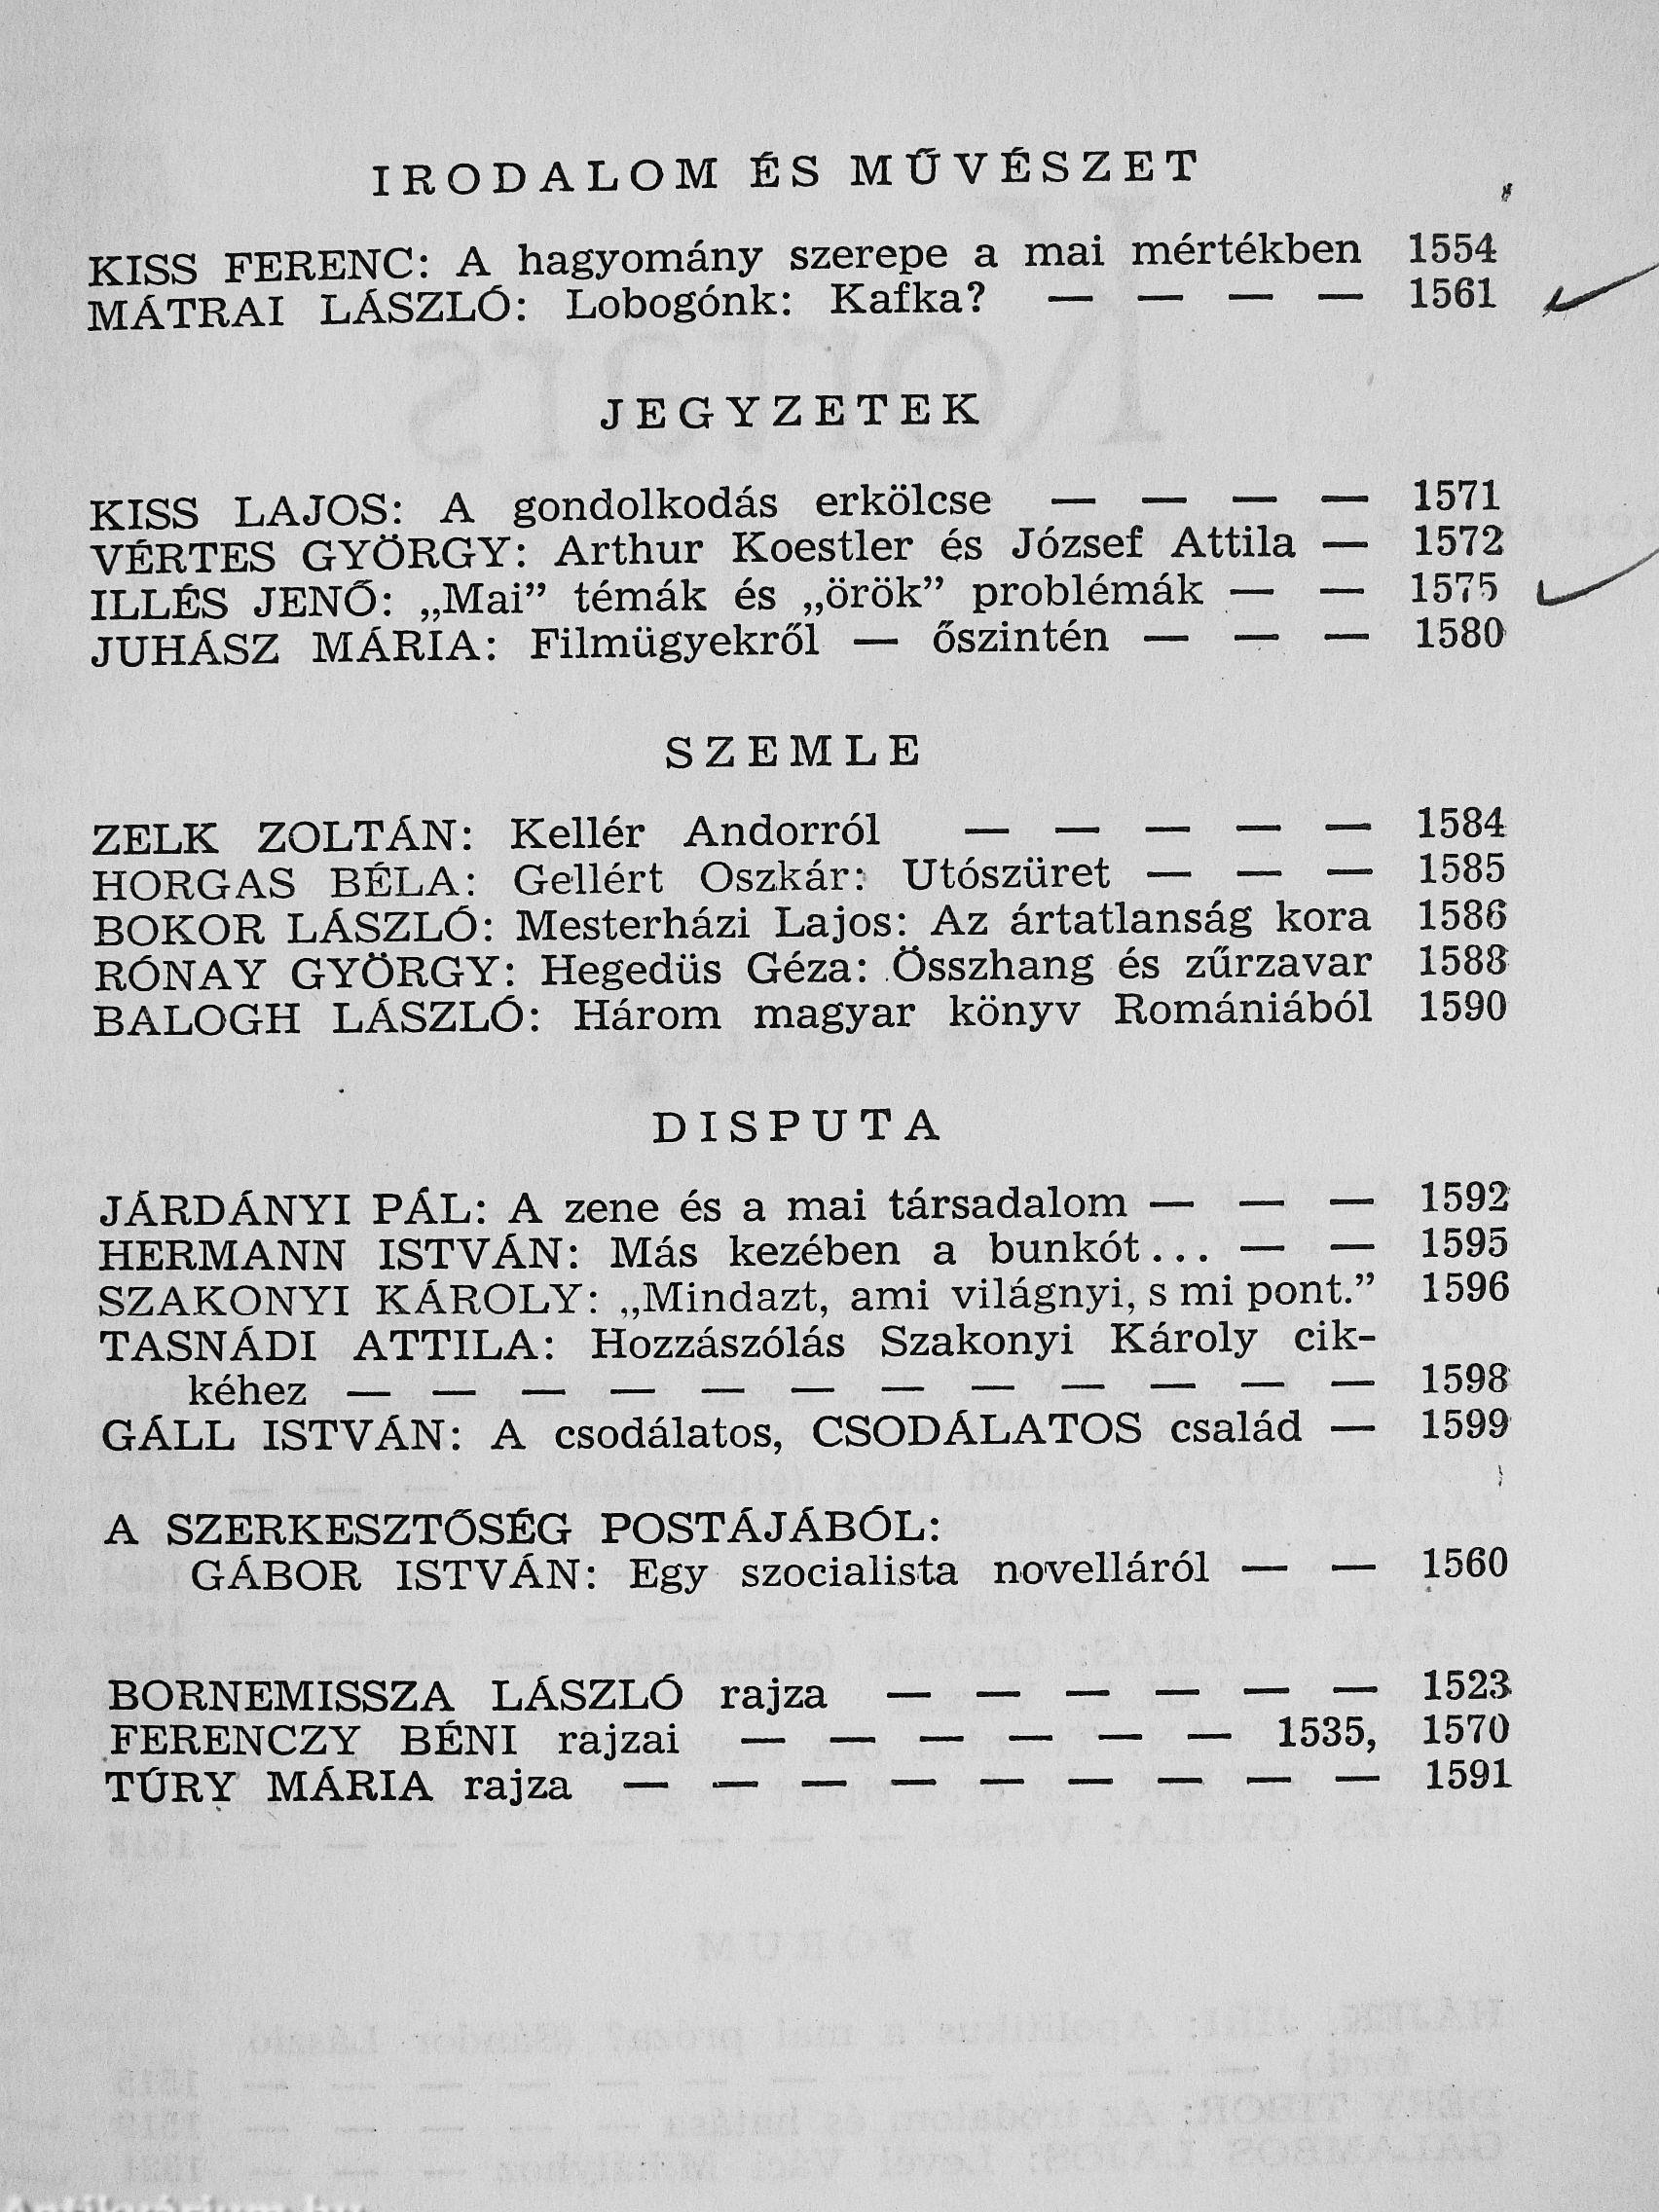 IRODALOM ÉS MŰVÉSZET
KISS FERENC: A hagyomány szerepe a mai mértékben 1554
MÁTRAI LÁSZLÓ: Lobogónk: Kafka? — — — — 1561
JEGYZETEK
KISS LAJOS: A gondolkodás erkölcse — — — — 1571
VÉRTES GYÖRGY: Arthur Koestler és József Attila — 1572
ILLÉS JENŐ: „Mai” témák és „örök” problémák — — 1575
JUHÁSZ MÁRIA: Filmügyekről — őszintén — — — 1580
SZEMLE
ZELK ZOLTÁN: Kellér Andorról — — — — — 1584
HORGAS BÉLA: Gellért Oszkár: Utószüret — — — 1585
BOKOR LÁSZLÓ: Mesterházi Lajos: Az ártatlanság kora 1586
RÓNAY GYÖRGY: Hegedüs Géza: Összhang és zűrzavar 1588
BALOGH LÁSZLÓ: Három magyar könyv Romániából 1590
DISPUTA
JÁRDÁNYI PÁL: A zene és a mai társadalom — — — 1592
HERMANN ISTVÁN: Más kezében a bunkót... — — 1595
SZAKONYI KÁROLY: „Mindazt, ami világnyi, s mi pont.” 1596
TASNÁDI ATTILA: Hozzászólás Szakonyi Károly cik-
kéhez — — — — — — — — — — — — 1598
GÁLL ISTVÁN: A csodálatos, CSODÁLATOS család — 1599
A SZERKESZTŐSÉG POSTÁJÁBÓL:
GÁBOR ISTVÁN: Egy szocialista novelláról — — 1560
BORNEMISSZA LÁSZLÓ rajza — — — — — — 1523
FERENCZY BÉNI rajzai — — — — — — 1535, 1570
TÚRY MÁRIA rajza — — — — — — — — — 1591